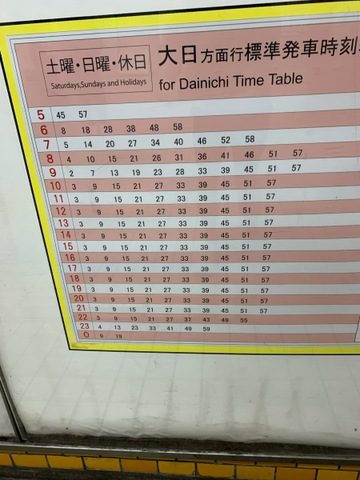 土曜・日曜・休日
Saturdays,Sundays and Holidays
大日方面行標準発車時刻
for Dainichi Time Table
5 45 57
6 8 18 28 38 48 58
7 5 14 20 27 34 40 46 52 58
8 4 10 15 21 26 31 36 41 46 51 57
9 2 7 13 19 23 28 33 39 45 51 57
10 3 9 15 21 27 33 39 45 51 57
11 3 9 15 21 27 33 39 45 51 57
12 3 9 15 21 27 33 39 45 51 57
13 3 9 15 21 27 33 39 45 51 57
14 3 9 15 21 27 33 39 45 51 57
15 3 9 15 21 27 33 39 45 51 57
16 3 9 15 21 27 33 39 45 51 57
17 3 9 15 21 27 33 39 45 51 57
18 3 9 15 21 27 33 39 45 51 57
19 3 9 15 21 27 33 39 45 51 57
20 3 9 15 21 27 33 39 45 51 57
21 3 9 15 21 27 33 39 45 51 57
22 3 9 15 21 27 37 43 49 55
23 4 13 23 33 41 49 59
0 9 19